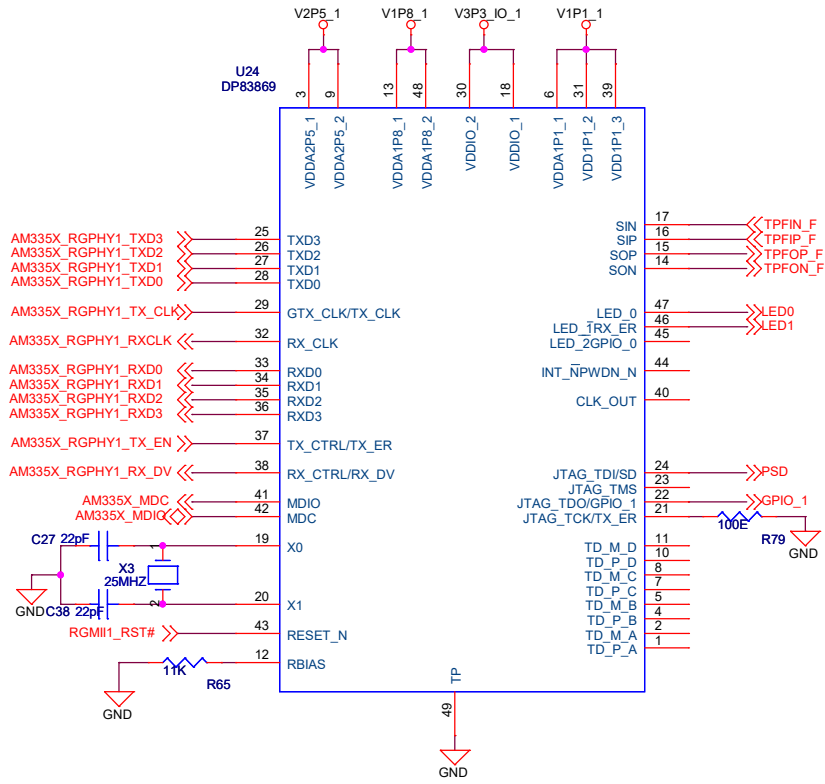 V2P5_1 V1P8_1 V3P3_IO_1 V1P1_1
U24
DP83869
3 9 13 48 30 18 6 31 39
VDDA2P5_1 VDDA2P5_2 VDDA1P8_1 VDDA1P8_2 VDDIO_2 VDDIO_1 VDDA1P1_1 VDD1P1_2 VDD1P1_3
AM335X_RGPHY1_TXD3 25 TXD3
AM335X_RGPHY1_TXD2 26 TXD2
AM335X_RGPHY1_TXD1 27 TXD1
AM335X_RGPHY1_TXD0 28 TXD0
AM335X_RGPHY1_TX_CLK 29 GTX_CLK/TX_CLK
AM335X_RGPHY1_RXCLK 32 RX_CLK
AM335X_RGPHY1_RXD0 33 RXD0
AM335X_RGPHY1_RXD1 34 RXD1
AM335X_RGPHY1_RXD2 35 RXD2
AM335X_RGPHY1_RXD3 36 RXD3
AM335X_RGPHY1_TX_EN 37 TX_CTRL/TX_ER
AM335X_RGPHY1_RX_DV 38 RX_CTRL/RX_DV
AM335X_MDC 41 MDIO
AM335X_MDIO 42 MDC
C27 22pF 19 X0
1
X3
25MHZ
2
GND C38 22pF 20 X1
RGMII1_RST# 43 RESET_N
12 RBIAS
11K R65
GND
SIN 17 TPFIN_F
SIP 16 TPFIP_F
SOP 15 TPFOP_F
SON 14 TPFON_F
LED_0 47 LED0
LED_1RX_ER 46 LED1
LED_2GPIO_0 45
INT_NPWDN_N 44
CLK_OUT 40
JTAG_TDI/SD 24 PSD
JTAG_TMS 23
JTAG_TDO/GPIO_1 22 GPIO_1
JTAG_TCK/TX_ER 21
100E R79
GND
TD_M_D 11
TD_P_D 10
TD_M_C 8
TD_P_C 7
TD_M_B 5
TD_P_B 4
TD_M_A 2
TD_P_A 1
TP
49
GND